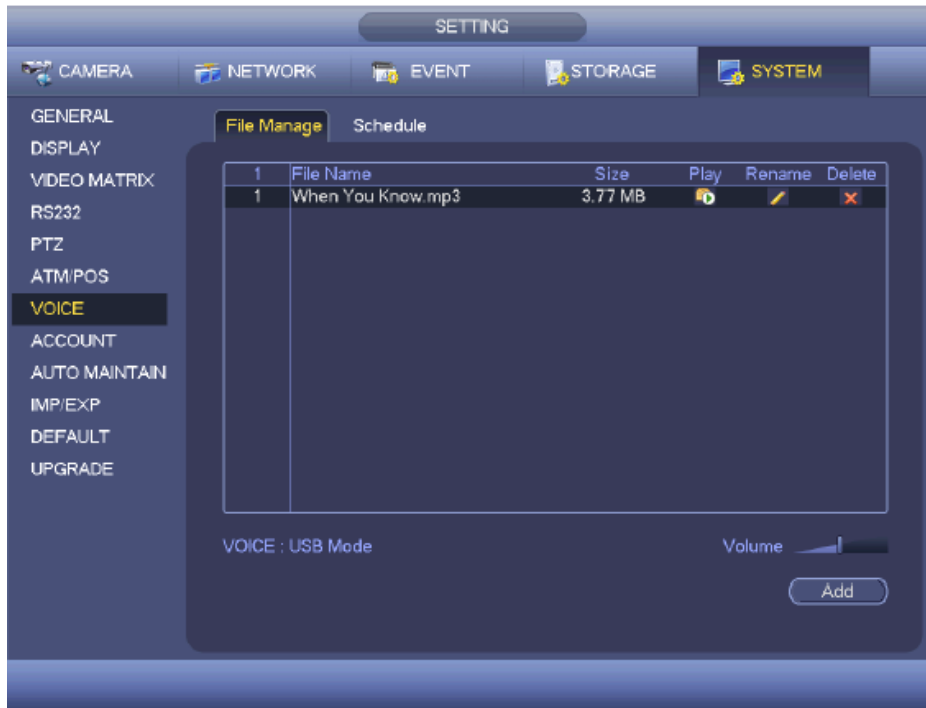 SETTING
CAMERA NETWORK EVENT STORAGE SYSTEM
GENERAL
DISPLAY
VIDEO MATRIX
RS232
PTZ
ATM/POS
VOICE
ACCOUNT
AUTO MAINTAIN
IMP/EXP
DEFAULT
UPGRADE
File Manage Schedule
1 File Name Size Play Rename Delete
1 When You Know.mp3 3.77 MB
VOICE : USB Mode Volume
Add